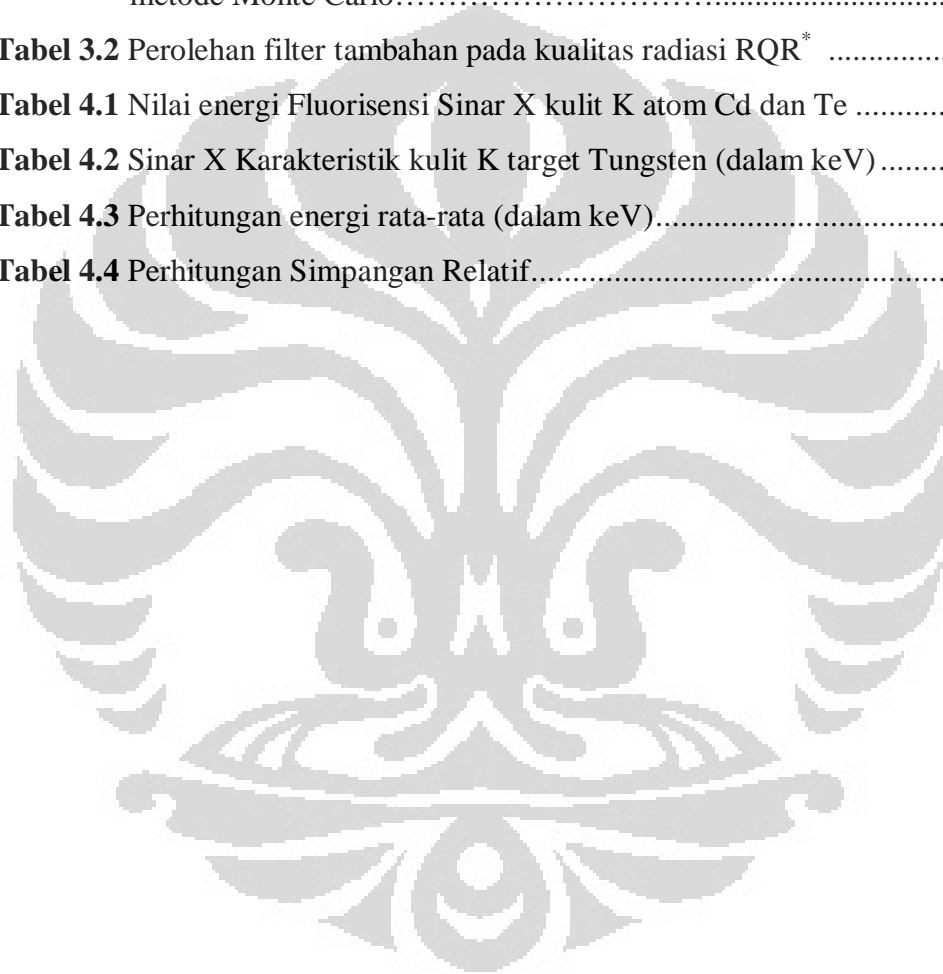 metode Monte Carlo…………………………...........................
Tabel 3.2 Perolehan filter tambahan pada kualitas radiasi RQR* ...............
Tabel 4.1 Nilai energi Fluorisensi Sinar X kulit K atom Cd dan Te ............
Tabel 4.2 Sinar X Karakteristik kulit K target Tungsten (dalam keV) .........
Tabel 4.3 Perhitungan energi rata-rata (dalam keV).....................................
Tabel 4.4 Perhitungan Simpangan Relatif.....................................................